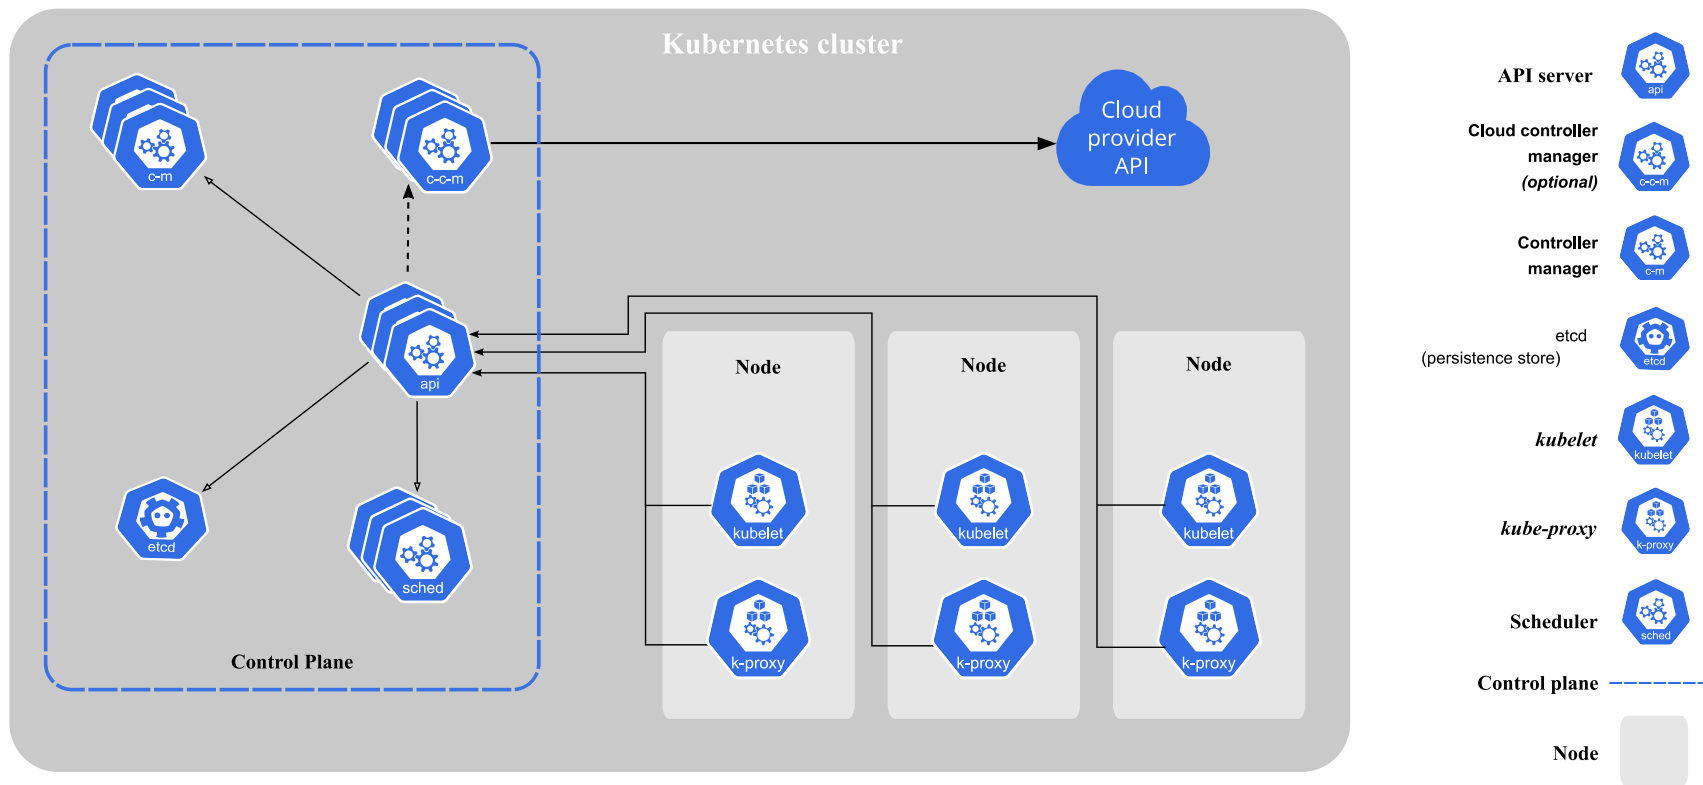 Kubernetes cluster
c-m
c-c-m
Cloud
provider
API
api
etcd
sched
Control Plane
Node
Node
Node
kubelet
kubelet
kubelet
k-proxy
k-proxy
k-proxy
API server
api
Cloud controller
manager
(optional)
c-c-m
Controller
manager
c-m
etcd
(persistence store)
etcd
kubelet
kubelet
kube-proxy
k-proxy
Scheduler
sched
Control plane
Node